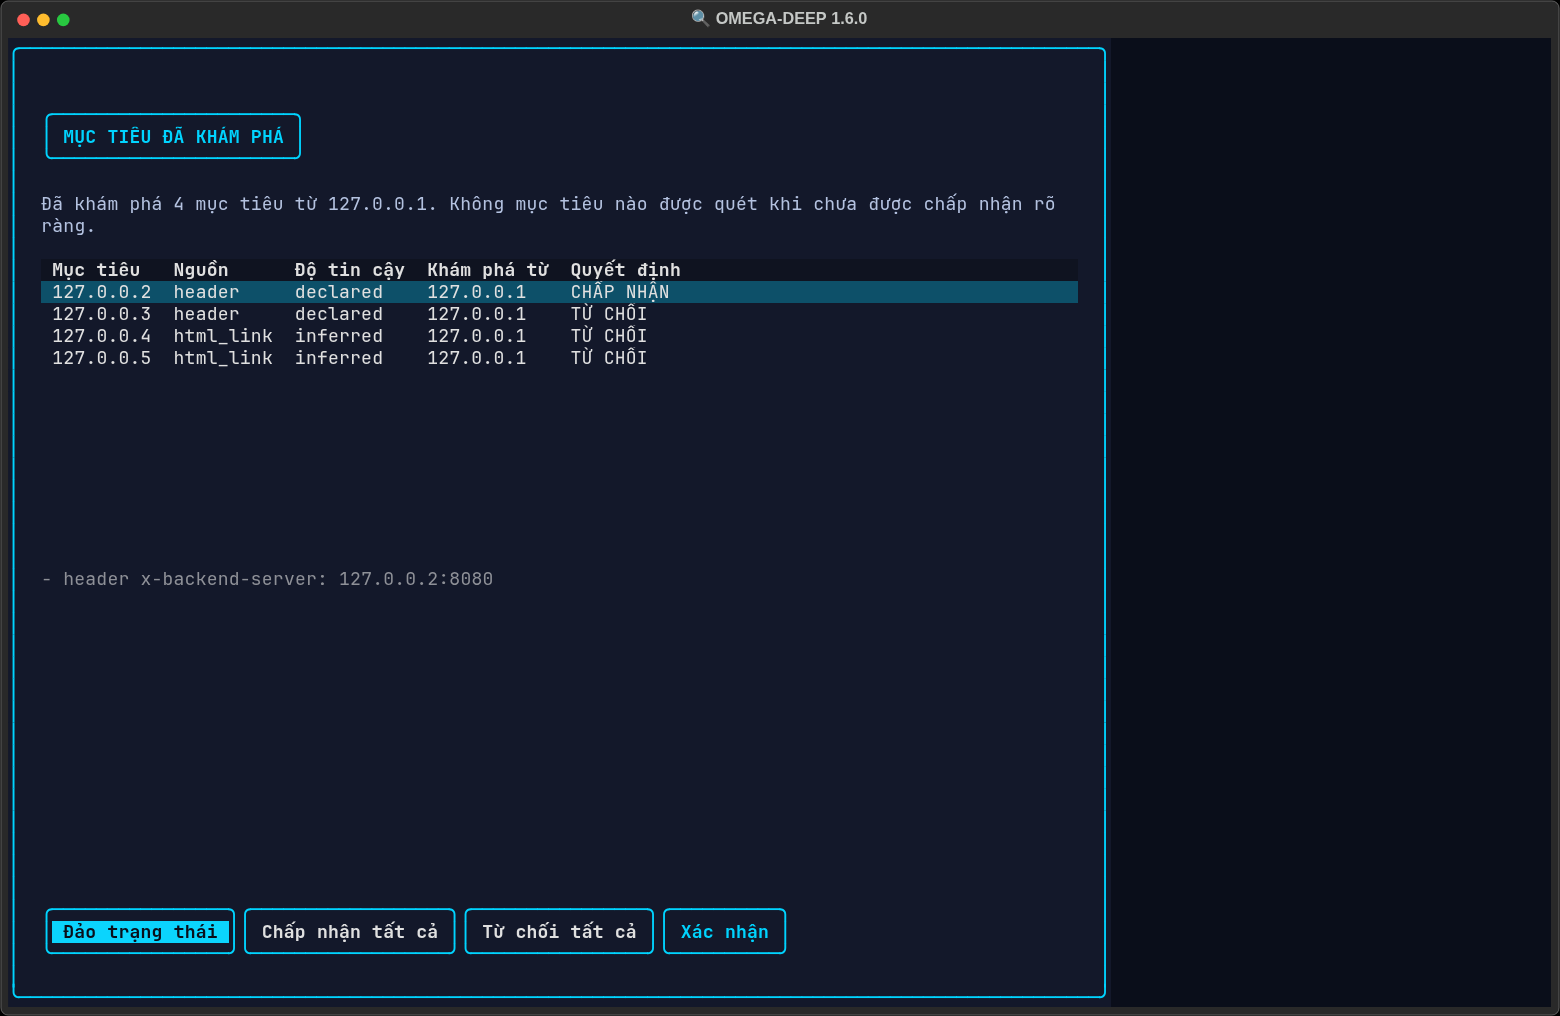 🔍 OMEGA-DEEP 1.6.0
MỤC TIÊU ĐÃ KHÁM PHÁ
Đã khám phá 4 mục tiêu từ 127.0.0.1. Không mục tiêu nào được quét khi chưa được chấp nhận rõ
ràng.
Mục tiêu Nguồn Độ tin cậy Khám phá từ Quyết định
127.0.0.2 header declared 127.0.0.1 CHẤP NHẬN
127.0.0.3 header declared 127.0.0.1 TỪ CHỐI
127.0.0.4 html_link inferred 127.0.0.1 TỪ CHỐI
127.0.0.5 html_link inferred 127.0.0.1 TỪ CHỐI
- header x-backend-server: 127.0.0.2:8080
Đảo trạng thái Chấp nhận tất cả Từ chối tất cả Xác nhận